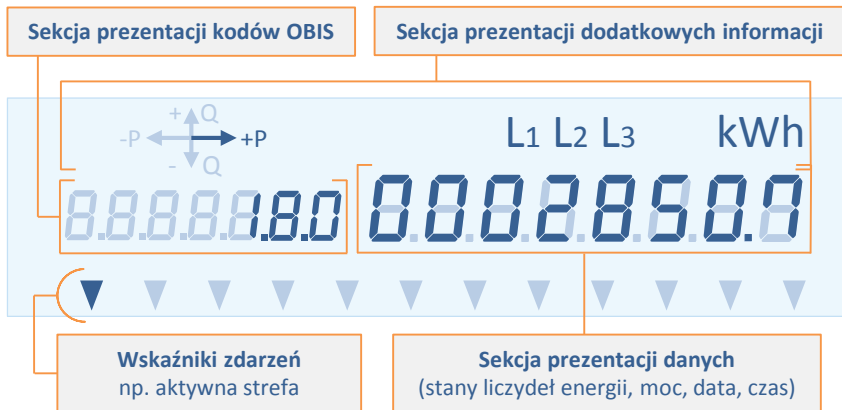 Sekcja prezentacji kodów OBIS
Sekcja prezentacji dodatkowych informacji
+ Q
-P +P
- Q
L1 L2 L3 kWh
1.8.0
0002850.7
Wskaźniki zdarzeń
np. aktywna strefa
Sekcja prezentacji danych
(stany liczydeł energii, moc, data, czas)